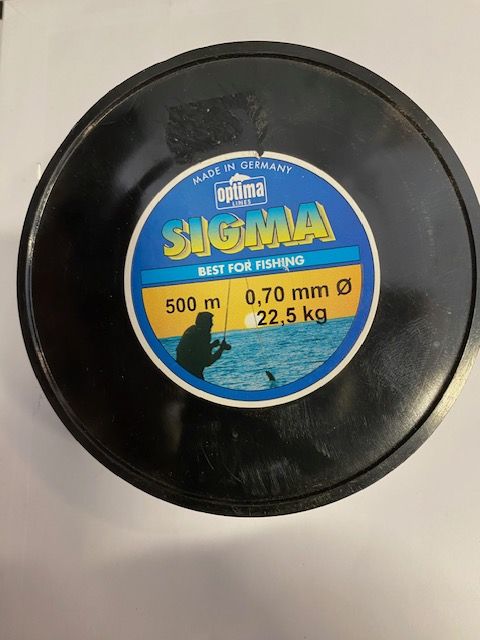 MADE IN GERMANY
optima
LINES
SIGMA
BEST FOR FISHING
500 m 0,70 mm Ø
22,5 kg